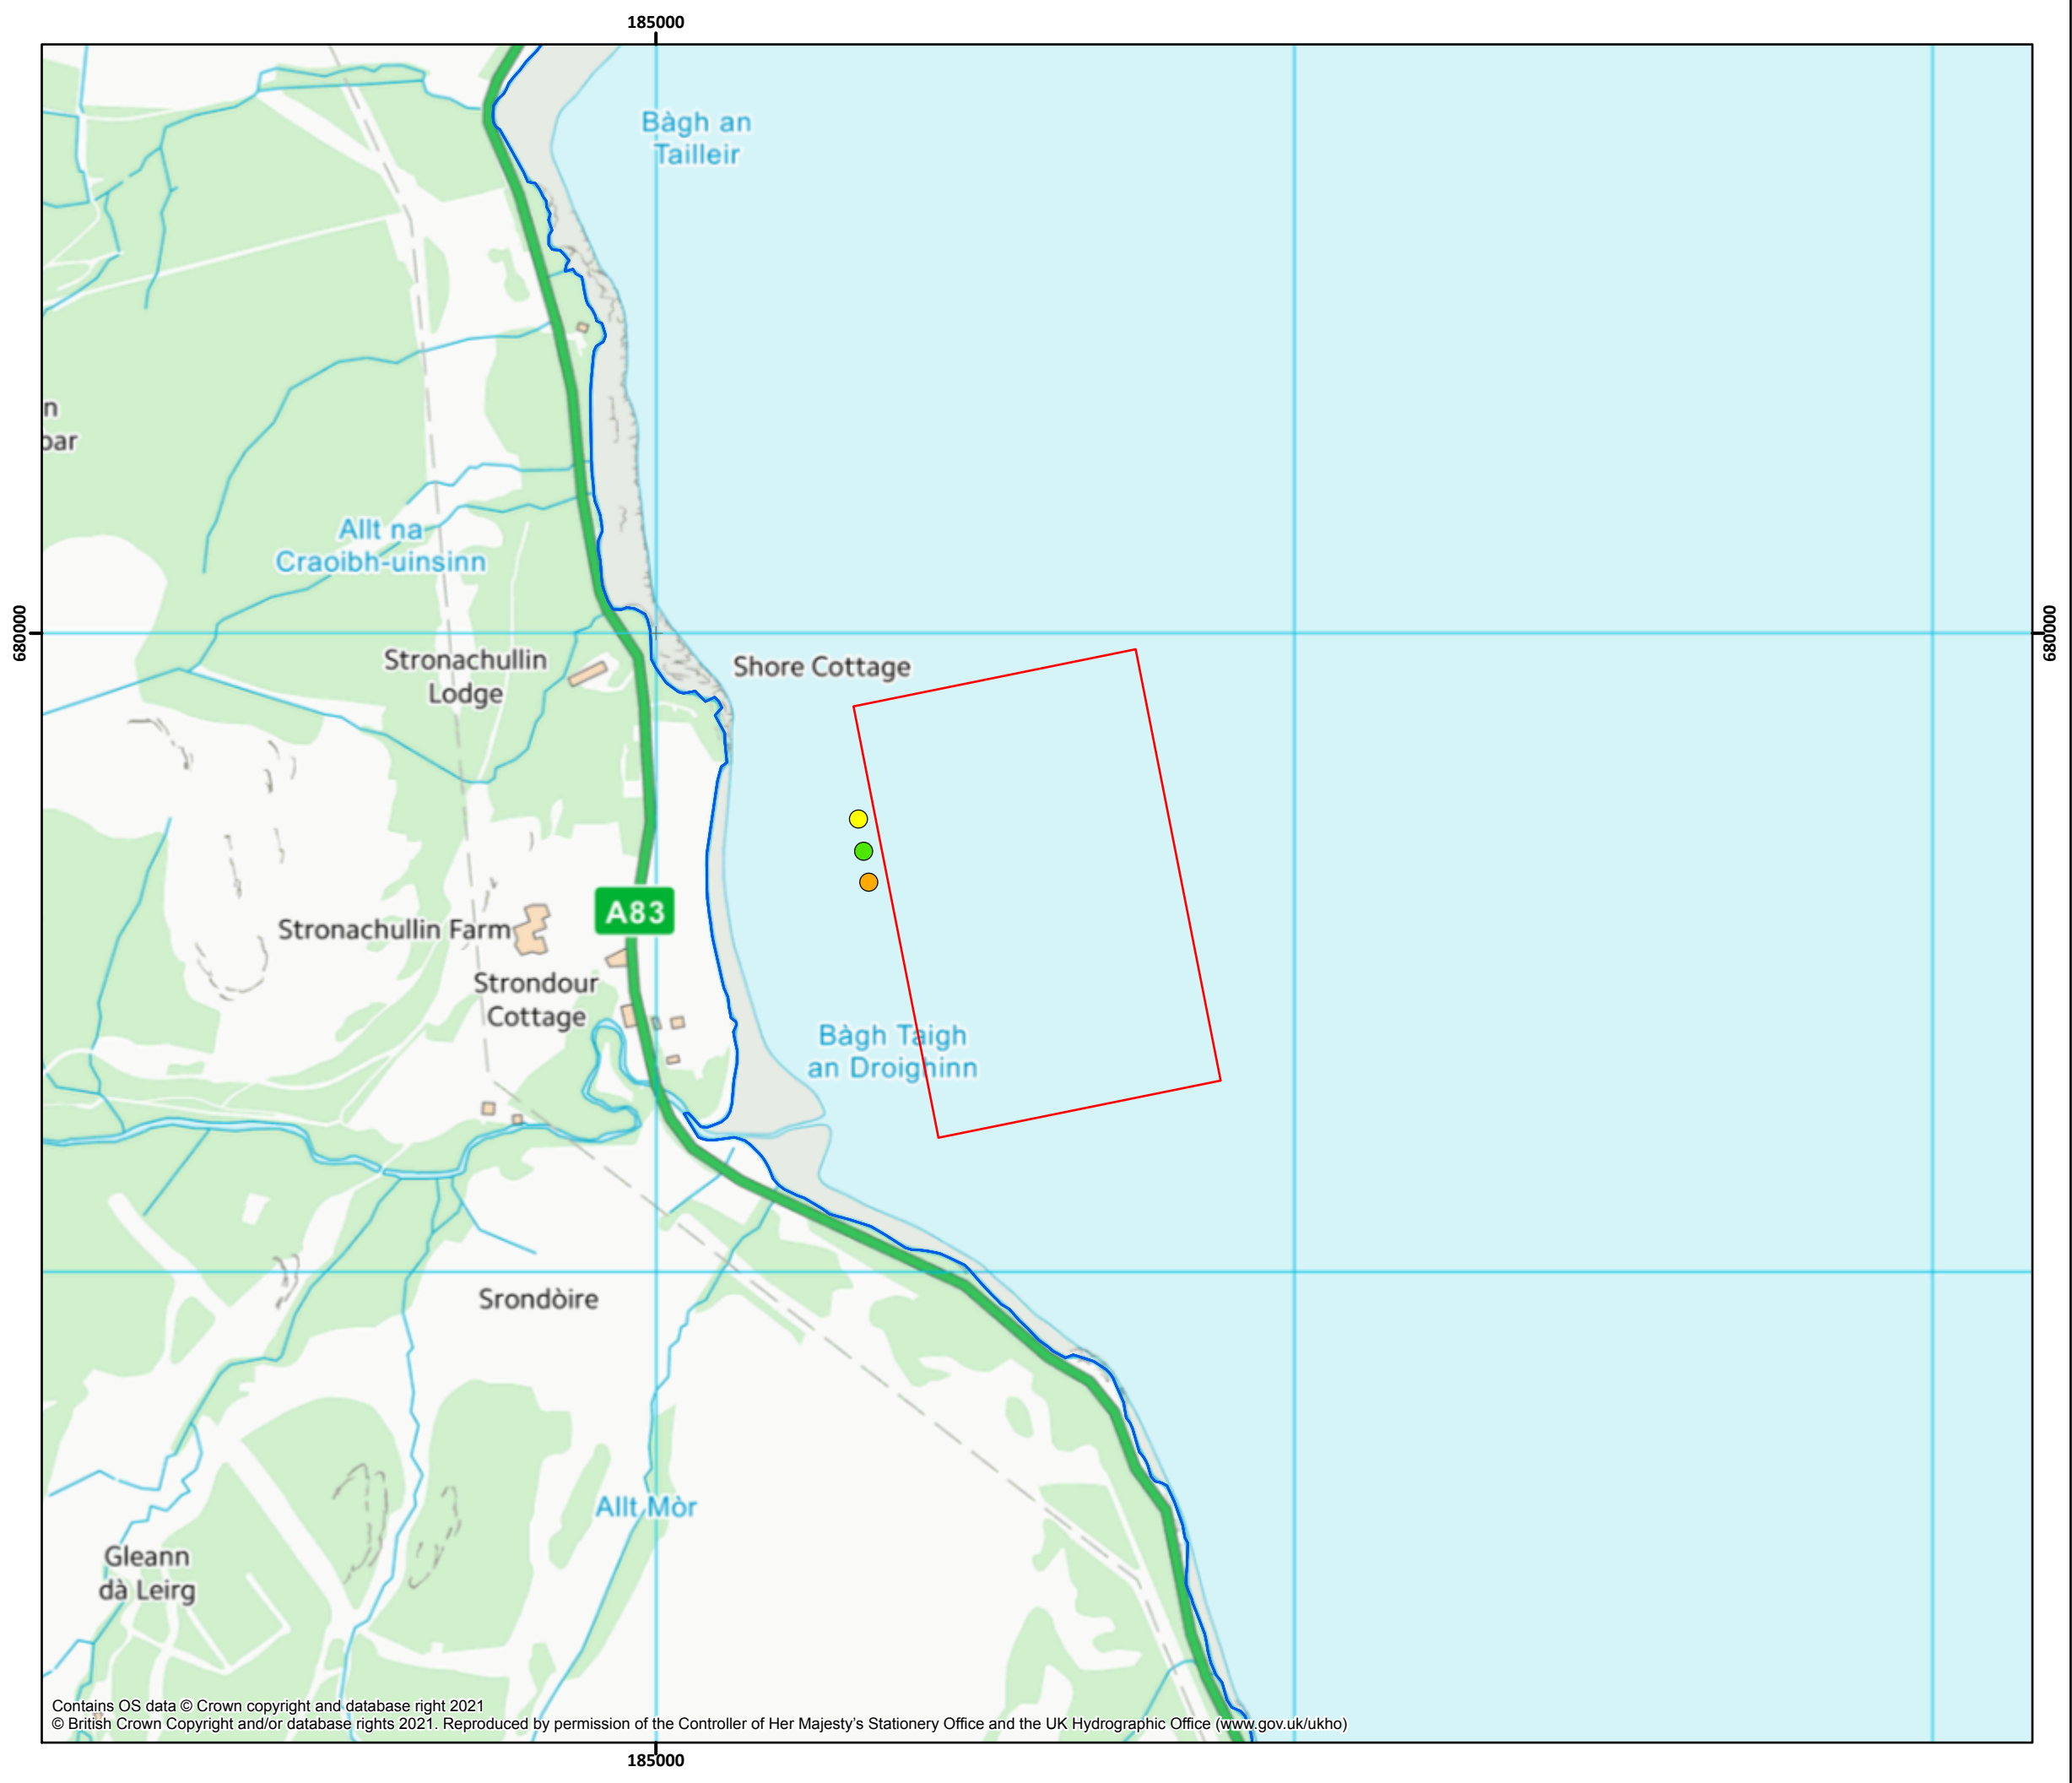 185000
Bàgh an
Tailleir
n
bar
Allt na
Craoibh-uinsinn
680000
680000
Stronachullin
Lodge
Shore Cottage
A83
Stronachullin Farm
Strondour
Cottage
Bàgh Taigh
an Droighinn
Srondòire
Allt Mòr
Gleann
dà Leirg
Contains OS data © Crown copyright and database right 2021
© British Crown Copyright and/or database rights 2021. Reproduced by permission of the Controller of Her Majesty's Stationery Office and the UK Hydrographic Office (www.gov.uk/ukho)
185000